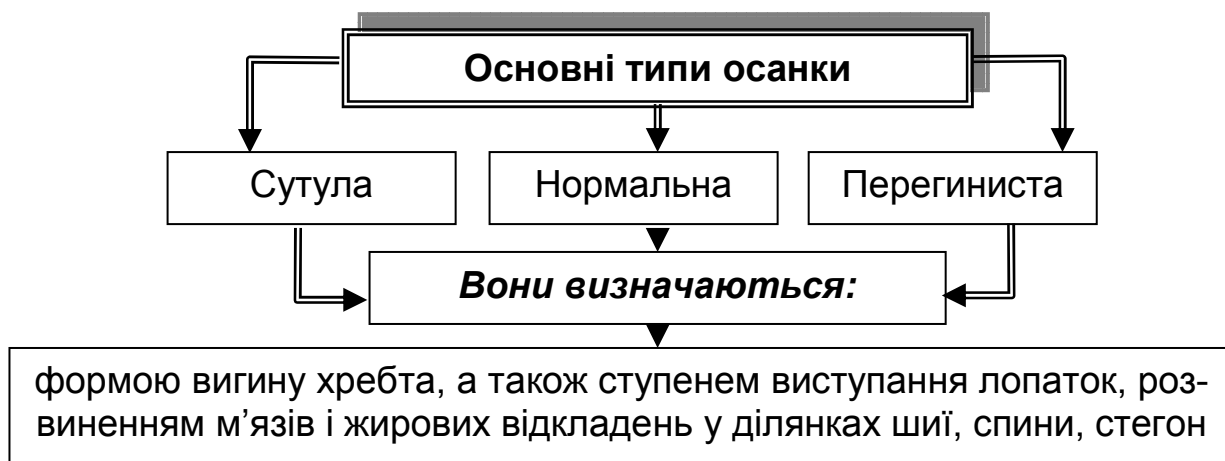 Основні типи осанки
Сутула
Нормальна
Перегиниста
Вони визначаються:
формою вигину хребта, а також ступенем виступання лопаток, роз-
виненням м’язів і жирових відкладень у ділянках шиї, спини, стегон